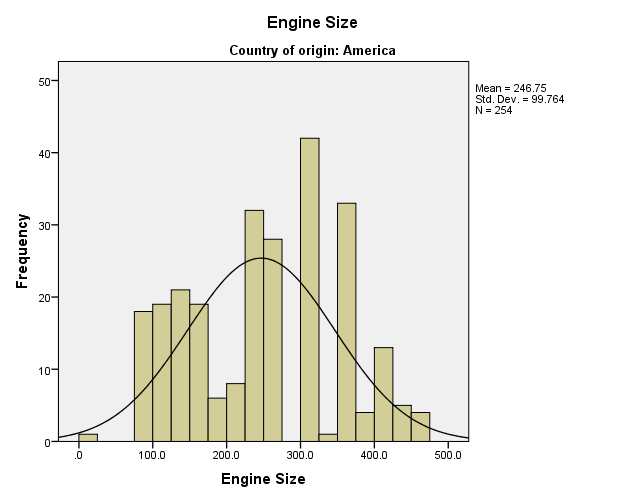 Engine Size
Country of origin: America
Mean = 246.75
Std. Dev. = 99.764
N = 254
Frequency
50
40
30
20
10
0
.0 100.0 200.0 300.0 400.0 500.0
Engine Size